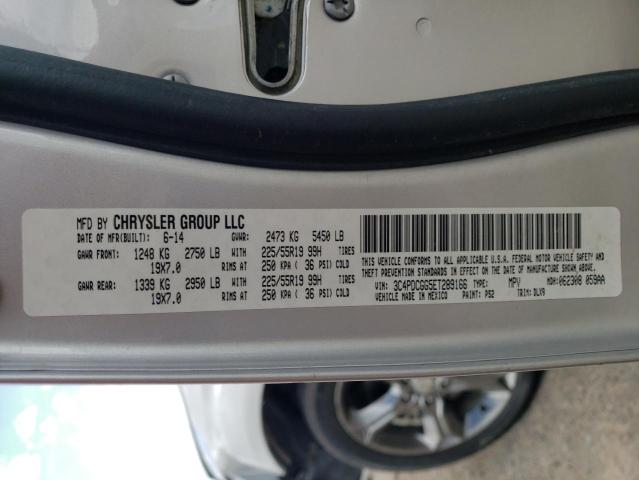 MFD BY CHRYSLER GROUP LLC
DATE OF MFR(BUILT): 6-14 GVWR: 2473 KG 5450 LB
GAWR FRONT: 1248 KG 2750 LB 225/55R19 99H TIRES
19X7.0 RIMS AT 250 KPA ( 36 PSI) COLD
GAWR REAR: 1339 KG 2950 LB 225/55R19 99H TIRES
19X7.0 RIMS AT 250 KPA ( 36 PSI) COLD
THIS VEHICLE CONFORMS TO ALL APPLICABLE U.S.A. FEDERAL MOTOR VEHICLE SAFETY AND
THEFT PREVENTION STANDARDS IN EFFECT ON THE DATE OF MANUFACTURE SHOWN ABOVE.
VIN: 3C4PDCGG5ET289166 TYPE: MPV MDH:062308 059AA
VEHICLE MADE IN MEXICO PAINT: PS2 TRIM: DLX9